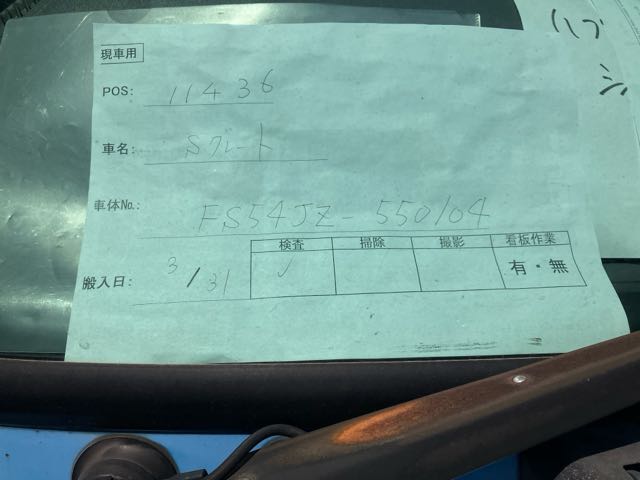 現車用
POS: 11436
車名: Sグレート
車体No.: FS54JZ-550104
搬入日: 3/31
検査 掃除 撮影 看板作業
✓ 有・無